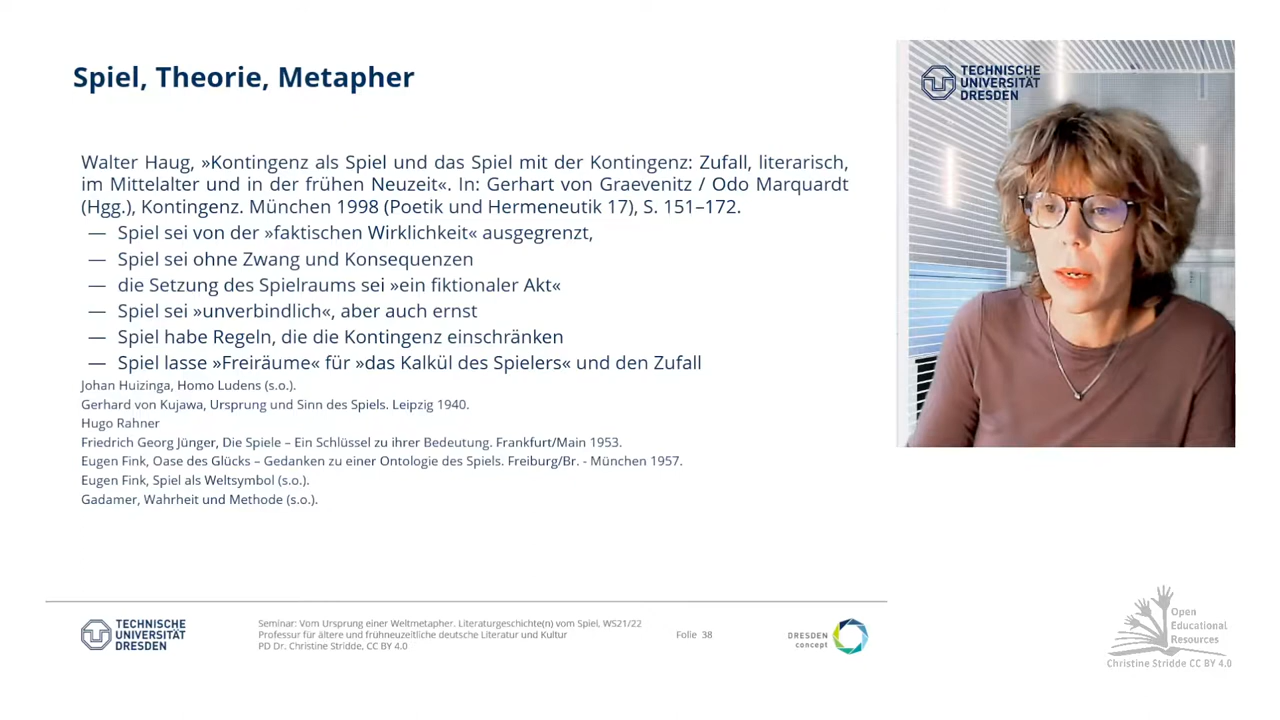 Spiel, Theorie, Metapher
Walter Haug, »Kontingenz als Spiel und das Spiel mit der Kontingenz: Zufall, literarisch,
im Mittelalter und in der frühen Neuzeit«. In: Gerhart von Graevenitz / Odo Marquardt
(Hgg.), Kontingenz. München 1998 (Poetik und Hermeneutik 17), S. 151–172.
— Spiel sei von der »faktischen Wirklichkeit« ausgegrenzt,
— Spiel sei ohne Zwang und Konsequenzen
— die Setzung des Spielraums sei »ein fiktionaler Akt«
— Spiel sei »unverbindlich«, aber auch ernst
— Spiel habe Regeln, die die Kontingenz einschränken
— Spiel lasse »Freiräume« für »das Kalkül des Spielers« und den Zufall
Johan Huizinga, Homo Ludens (s.o.).
Gerhard von Kujawa, Ursprung und Sinn des Spiels. Leipzig 1940.
Hugo Rahner
Friedrich Georg Jünger, Die Spiele – Ein Schlüssel zu ihrer Bedeutung. Frankfurt/Main 1953.
Eugen Fink, Oase des Glücks – Gedanken zu einer Ontologie des Spiels. Freiburg/Br. - München 1957.
Eugen Fink, Spiel als Weltsymbol (s.o.).
Gadamer, Wahrheit und Methode (s.o.).
TECHNISCHE
UNIVERSITÄT
DRESDEN
TECHNISCHE
UNIVERSITÄT
DRESDEN
Seminar: Vom Ursprung einer Weltmetapher. Literaturgeschichte(n) vom Spiel, WS21/22
Professur für ältere und frühneuzeitliche deutsche Literatur und Kultur
PD Dr. Christine Stridde, CC BY 4.0
Folie 38
DRESDEN
concept
Open
Educational
Resources
Christine Stridde CC BY 4.0